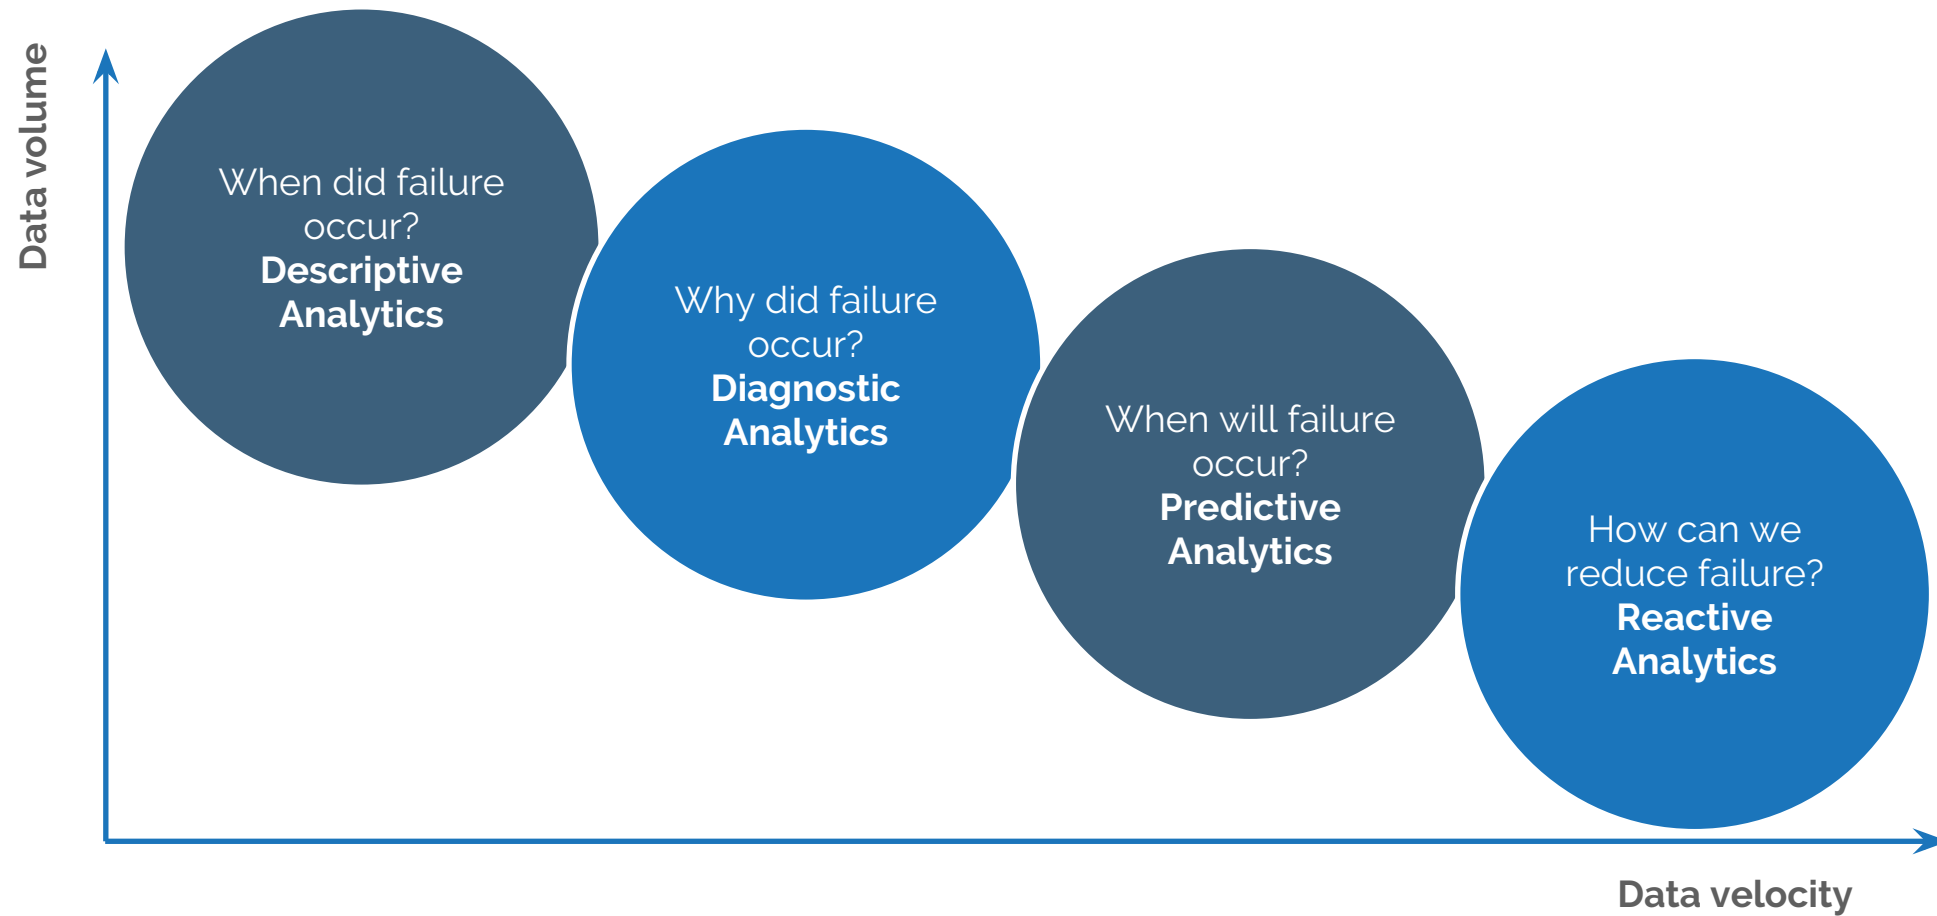 Data volume
When did failure
occur?
Descriptive
Analytics
Why did failure
occur?
Diagnostic
Analytics
When will failure
occur?
Predictive
Analytics
How can we
reduce failure?
Reactive
Analytics
Data velocity